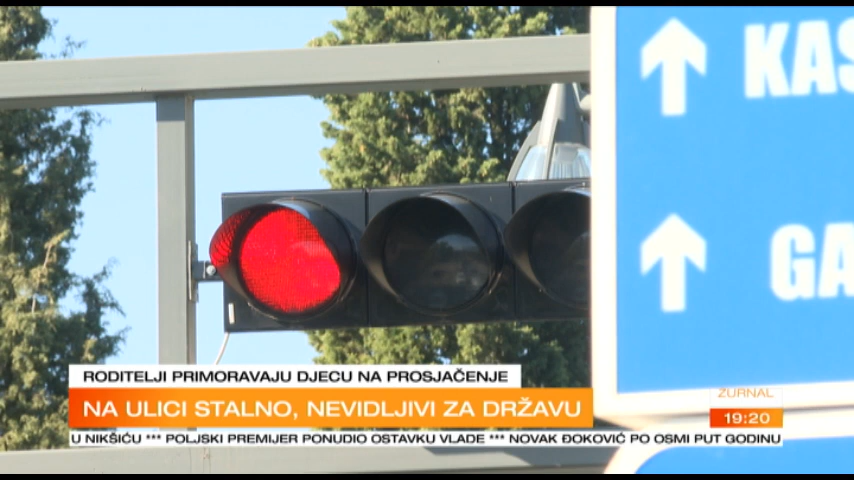 KAS
GA
RODITELJI PRIMORAVAJU DJECU NA PROSJAČENJE
NA ULICI STALNO, NEVIDLJIVI ZA DRŽAVU
ŽURNAL
19:20
U NIKŠIĆU *** POLJSKI PREMIJER PONUDIO OSTAVKU VLADE *** NOVAK ĐOKOVIĆ PO OSMI PUT GODINU